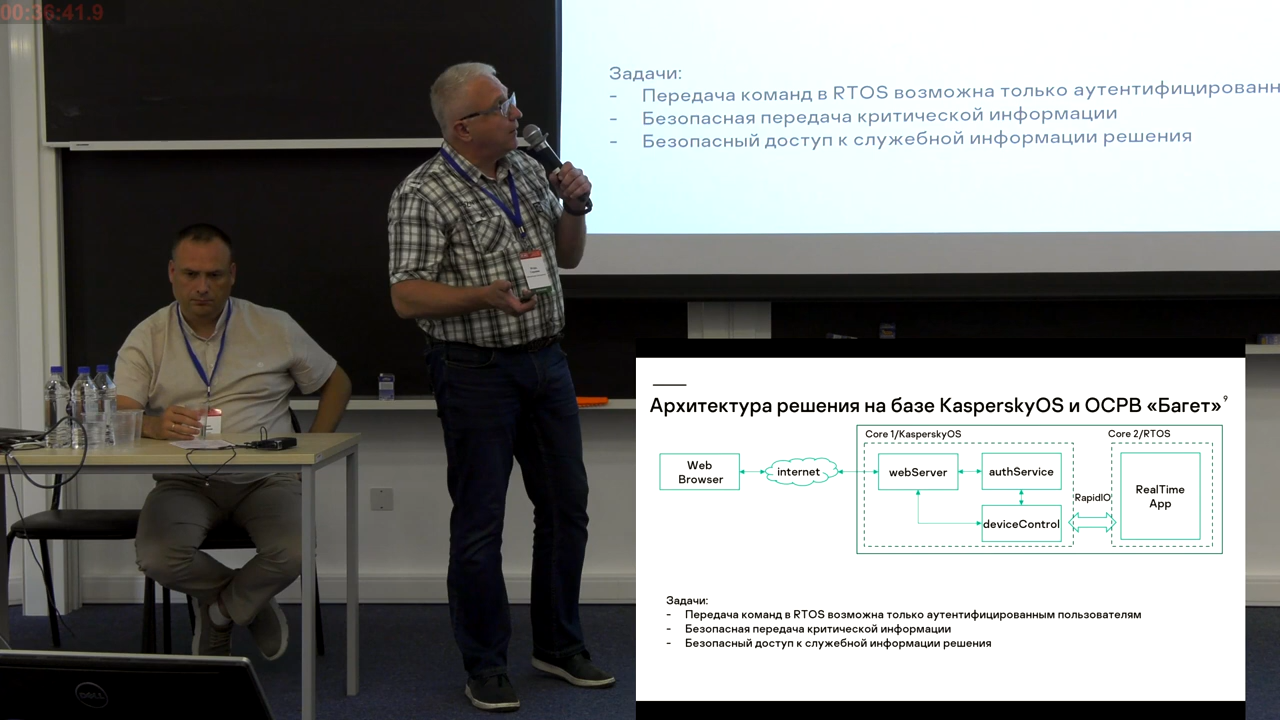 00:36:41.9
Задачи:
- Передача команд в RTOS возможна только аутентифицированн
- Безопасная передача критической информации
- Безопасный доступ к служебной информации решения
Архитектура решения на базе KasperskyOS и ОСРВ «Багет»
9
Core 1/KasperskyOS
Core 2/RTOS
Web
Browser
internet
webServer
authService
deviceControl
RapidIO
RealTime
App
Задачи:
- Передача команд в RTOS возможна только аутентифицированным пользователям
- Безопасная передача критической информации
- Безопасный доступ к служебной информации решения
DELL